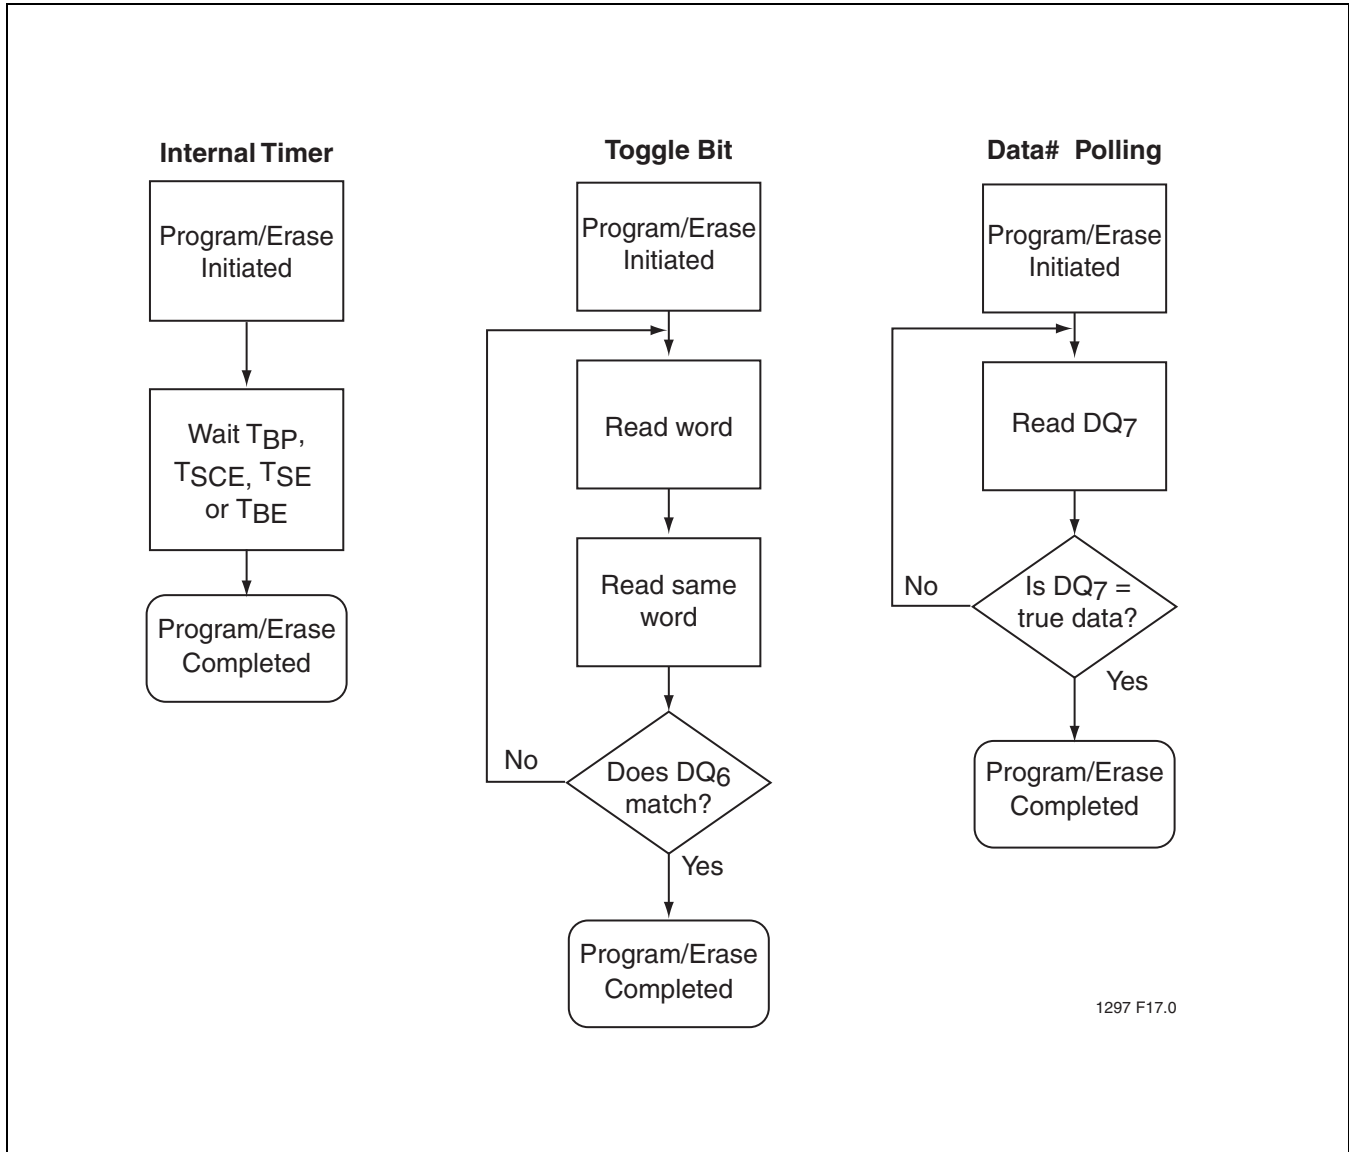 Internal Timer
Program/Erase
Initiated
Wait TBP,
TSCE, TSE
or TBE
Program/Erase
Completed
Toggle Bit
Program/Erase
Initiated
Read word
Read same
word
Does DQ6
match?
No
Yes
Program/Erase
Completed
Data# Polling
Program/Erase
Initiated
Read DQ7
Is DQ7 =
true data?
No
Yes
Program/Erase
Completed
1297 F17.0